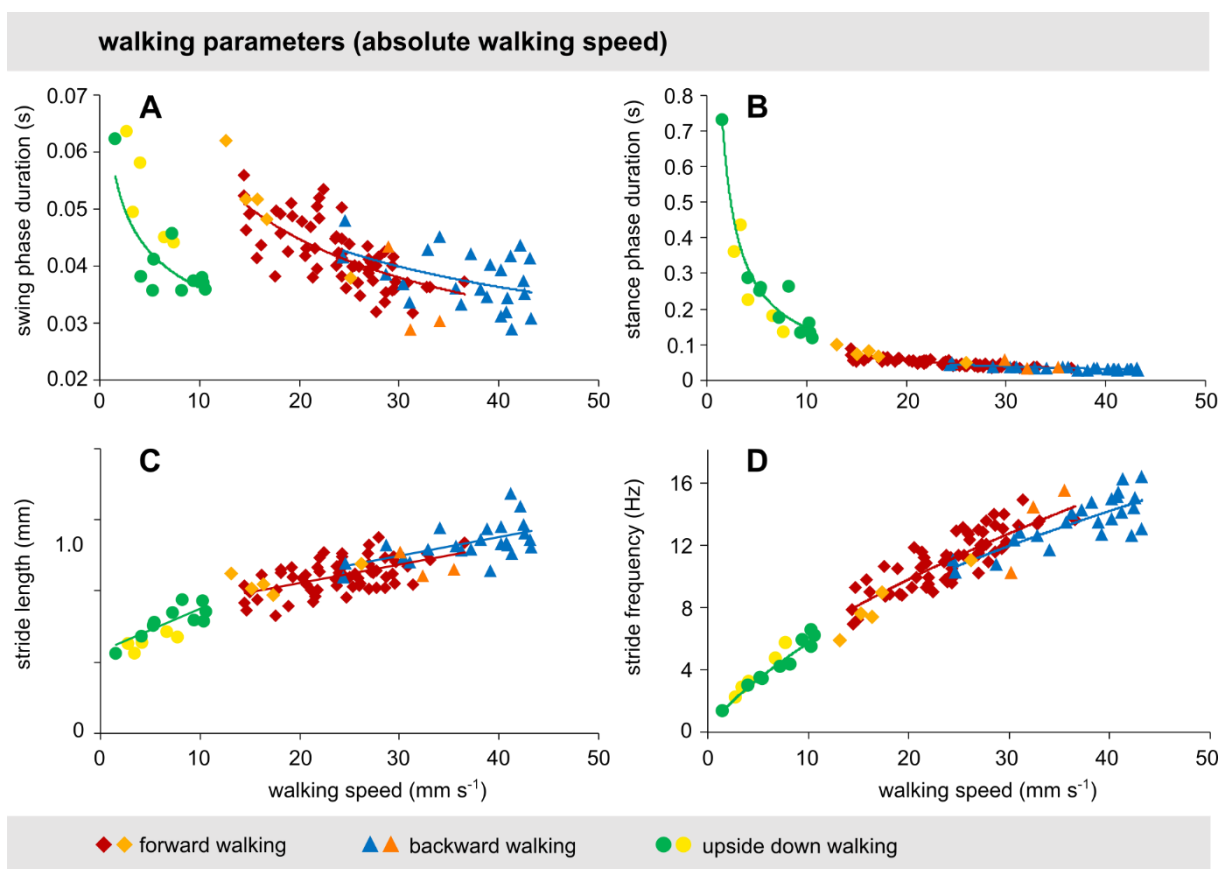 walking parameters (absolute walking speed)
A
swing phase duration (s)
0.07
0.06
0.05
0.04
0.03
0.02
0 10 20 30 40 50
B
stance phase duration (s)
0.8
0.7
0.6
0.5
0.4
0.3
0.2
0.1
0
0 10 20 30 40 50
C
stride length (mm)
1.0
0
0 10 20 30 40 50
walking speed (mm s⁻¹)
D
stride frequency (Hz)
16
12
8
4
0
0 10 20 30 40 50
walking speed (mm s⁻¹)
forward walking
backward walking
upside down walking